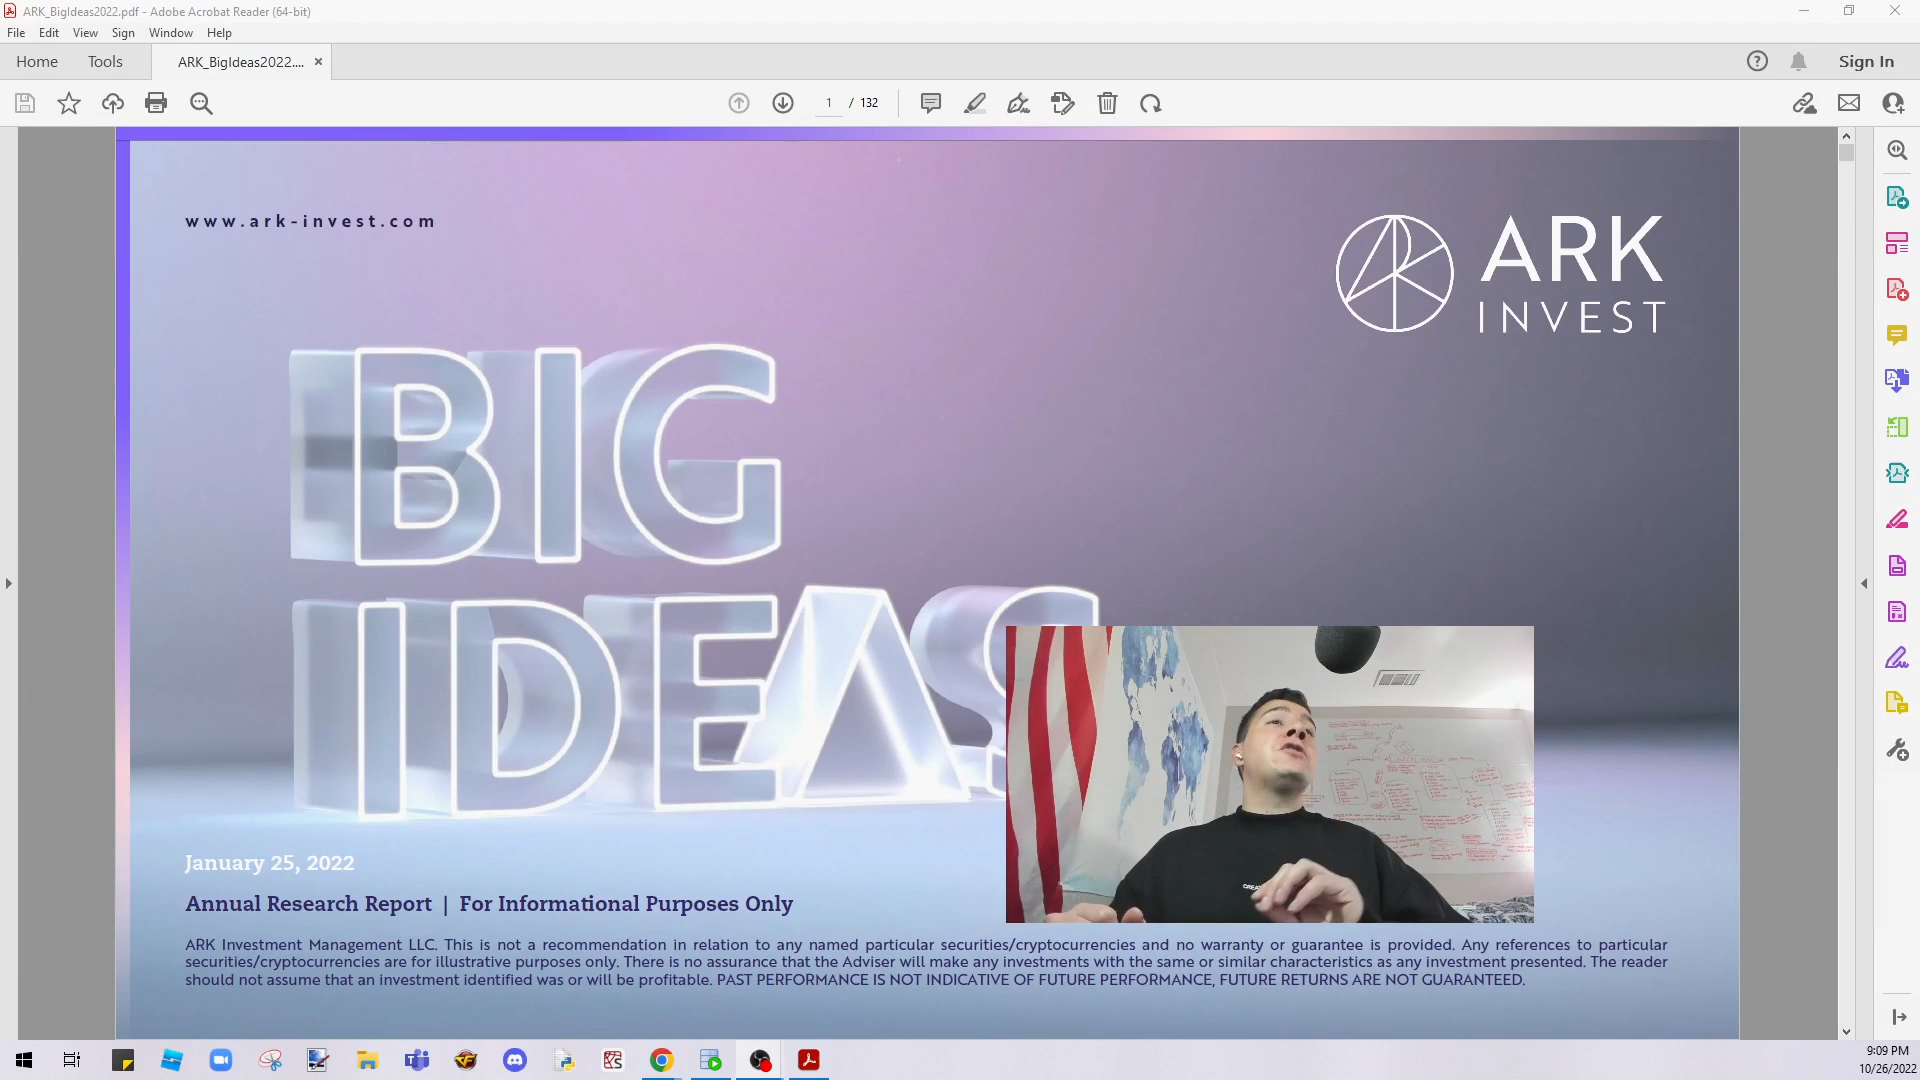 ARK_BigIdeas2022.pdf - Adobe Acrobat Reader (64-bit)
File Edit View Sign Window Help
Home Tools ARK_BigIdeas2022.... × Sign In
1 / 132
www.ark-invest.com
ARK
INVEST
BIG
IDEAS
January 25, 2022
Annual Research Report | For Informational Purposes Only
ARK Investment Management LLC. This is not a recommendation in relation to any named particular securities/cryptocurrencies and no warranty or guarantee is provided. Any references to particular
securities/cryptocurrencies are for illustrative purposes only. There is no assurance that the Adviser will make any investments with the same or similar characteristics as any investment presented. The reader
should not assume that an investment identified was or will be profitable. PAST PERFORMANCE IS NOT INDICATIVE OF FUTURE PERFORMANCE, FUTURE RETURNS ARE NOT GUARANTEED.
9:09 PM
10/26/2022